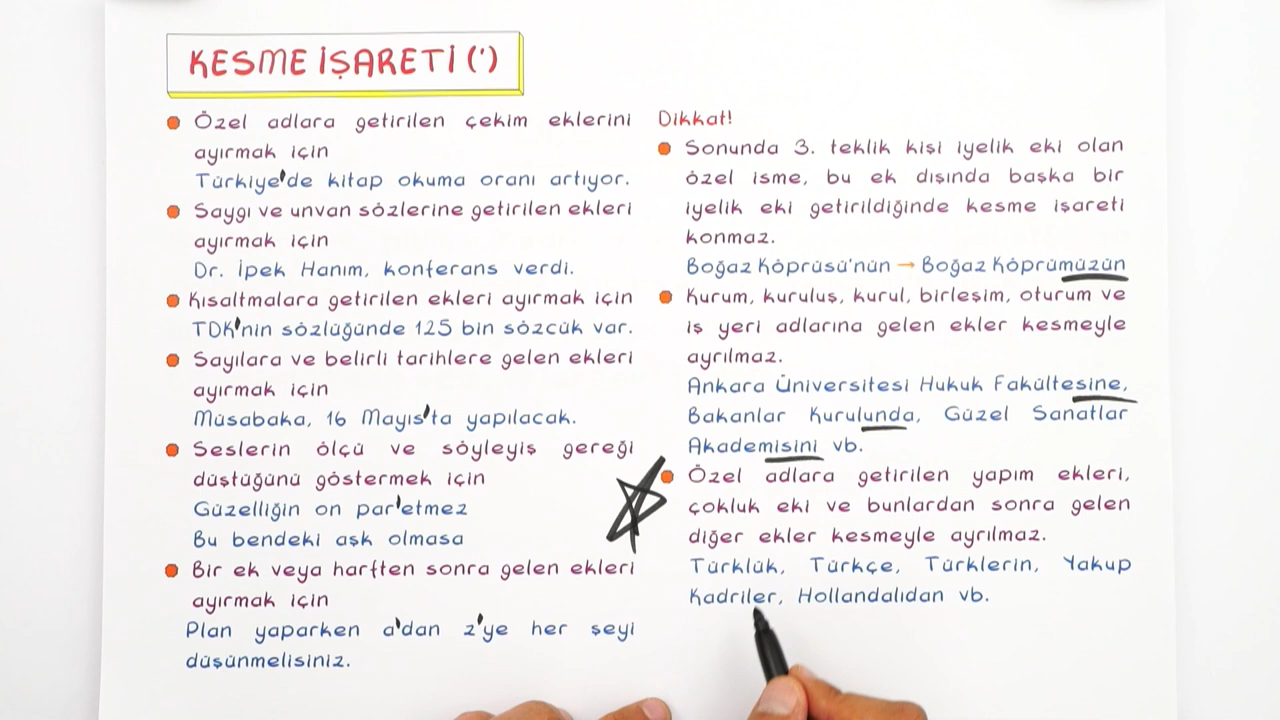 KESME İŞARETİ (')
Özel adlara getirilen çekim eklerini
ayırmak için
Türkiye'de kitap okuma oranı artıyor.
Saygı ve unvan sözlerine getirilen ekleri
ayırmak için
Dr. İpek Hanım, konferans verdi.
Kısaltmalara getirilen ekleri ayırmak için
TDK'nin sözlüğünde 125 bin sözcük var.
Sayılara ve belirli tarihlere gelen ekleri
ayırmak için
Müsabaka, 16 Mayıs'ta yapılacak.
Seslerin ölçü ve söyleyiş gereği
düştüğünü göstermek için
Güzelliğin on par'etmez
Bu bendeki aşk olmasa
Bir ek veya harften sonra gelen ekleri
ayırmak için
Plan yaparken a'dan z'ye her şeyi
düşünmelisiniz.
Dikkat!
Sonunda 3. teklik kişi iyelik eki olan
özel isme, bu ek dışında başka bir
iyelik eki getirildiğinde kesme işareti
konmaz.
Boğaz Köprüsü'nün → Boğaz Köprümüzün
Kurum, kuruluş, kurul, birleşim, oturum ve
iş yeri adlarına gelen ekler kesmeyle
ayrılmaz.
Ankara Üniversitesi Hukuk Fakültesine,
Bakanlar Kurulunda, Güzel Sanatlar
Akademisini vb.
Özel adlara getirilen yapım ekleri,
çokluk eki ve bunlardan sonra gelen
diğer ekler kesmeyle ayrılmaz.
Türklük, Türkçe, Türklerin, Yakup
Kadriler, Hollandalıdan vb.